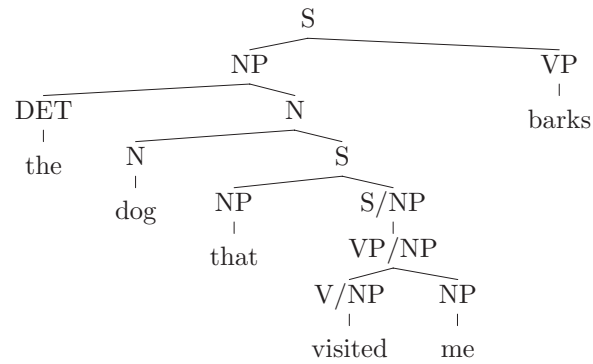 S
NP VP
DET N barks
the N S
dog NP S/NP
that VP/NP
V/NP NP
visited me